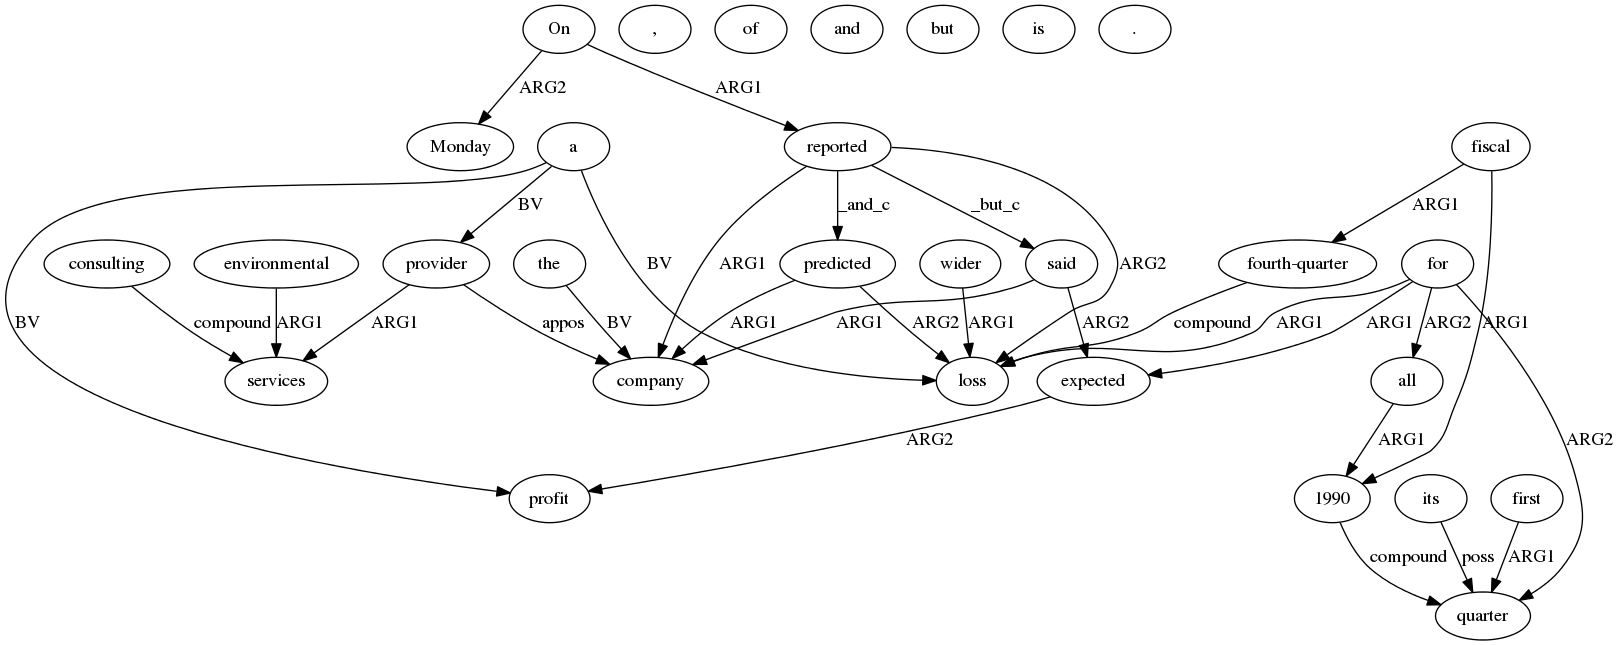 On , of and but is .
ARG2 ARG1
Monday a reported fiscal
BV _and_c _but_c ARG1
consulting environmental provider the BV ARG1 predicted wider said ARG2 fourth-quarter for
BV compound ARG1 ARG1 appos BV ARG1 ARG2 ARG1 ARG1 ARG2 compound ARG1 ARG1 ARG2 ARG1
services company loss expected all
ARG2 ARG1 ARG2
profit 1990 its first
compound poss ARG1
quarter